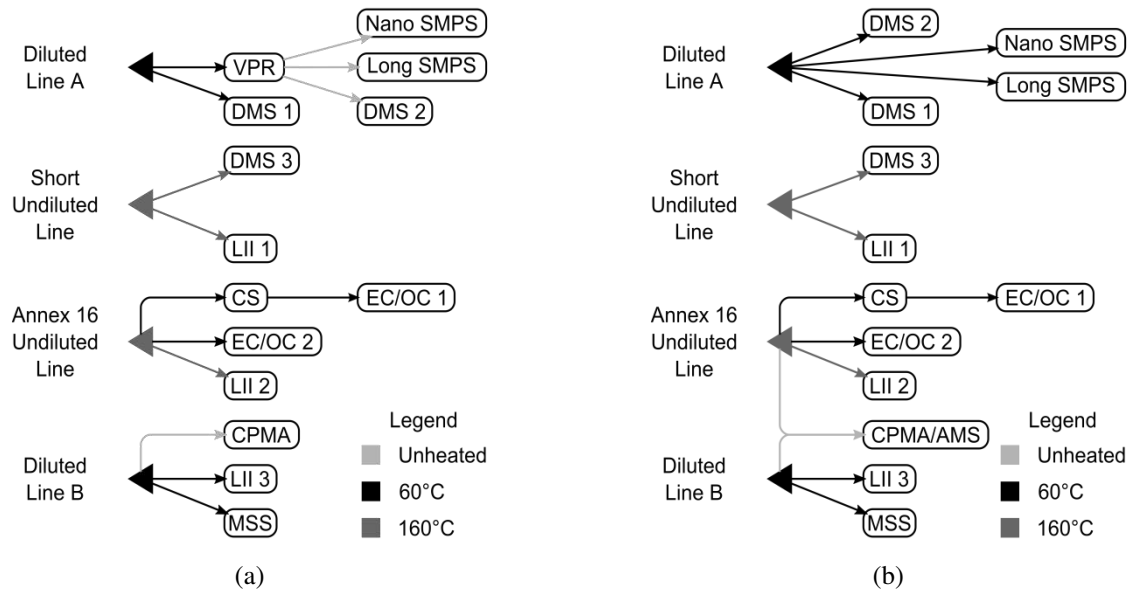 Nano SMPS
Diluted
Line A
VPR
Long SMPS
DMS 1
DMS 2
DMS 3
Short
Undiluted
Line
LII 1
CS
EC/OC 1
Annex 16
Undiluted
Line
EC/OC 2
LII 2
Legend
CPMA
Unheated
Diluted
Line B
LII 3
60°C
MSS
160°C
(a)
DMS 2
Nano SMPS
Diluted
Line A
Long SMPS
DMS 1
DMS 3
Short
Undiluted
Line
LII 1
CS
EC/OC 1
Annex 16
Undiluted
Line
EC/OC 2
LII 2
Legend
CPMA/AMS
Unheated
Diluted
Line B
LII 3
60°C
MSS
160°C
(b)